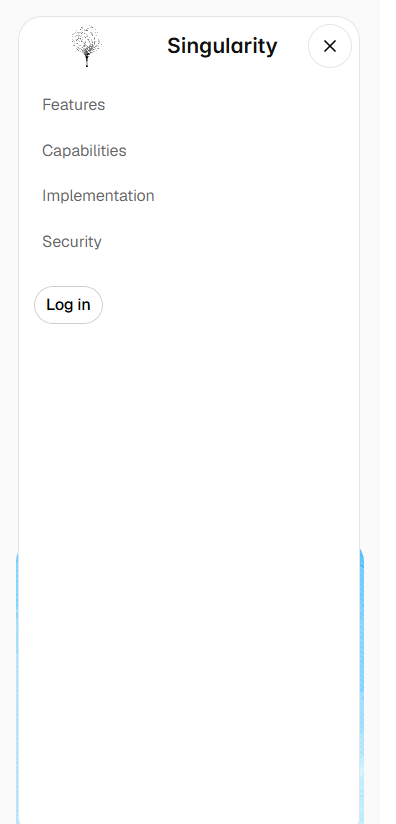 Singularity
Features
Capabilities
Implementation
Security
Log in